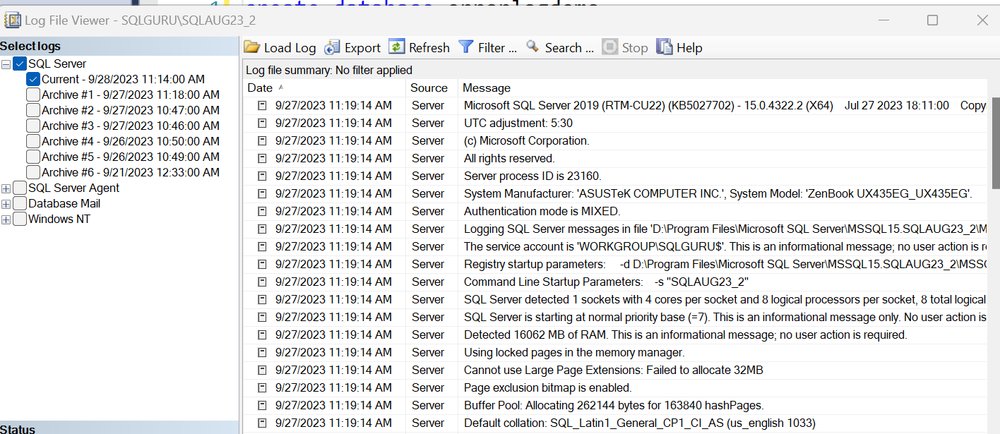 create database
Log File Viewer - SQLGURU\SQLAUG23_2
Select logs
SQL Server
Current - 9/28/2023 11:14:00 AM
Archive #1 - 9/27/2023 11:18:00 AM
Archive #2 - 9/27/2023 10:47:00 AM
Archive #3 - 9/27/2023 10:46:00 AM
Archive #4 - 9/26/2023 10:50:00 AM
Archive #5 - 9/26/2023 10:49:00 AM
Archive #6 - 9/21/2023 12:33:00 AM
SQL Server Agent
Database Mail
Windows NT
Status
Load Log Export Refresh Filter ... Search ... Stop Help
Log file summary: No filter applied
Date Source Message
9/27/2023 11:19:14 AM Server Microsoft SQL Server 2019 (RTM-CU22) (KB5027702) - 15.0.4322.2 (X64) Jul 27 2023 18:11:00 Copy
9/27/2023 11:19:14 AM Server UTC adjustment: 5:30
9/27/2023 11:19:14 AM Server (c) Microsoft Corporation.
9/27/2023 11:19:14 AM Server All rights reserved.
9/27/2023 11:19:14 AM Server Server process ID is 23160.
9/27/2023 11:19:14 AM Server System Manufacturer: 'ASUSTeK COMPUTER INC.', System Model: 'ZenBook UX435EG_UX435EG'.
9/27/2023 11:19:14 AM Server Authentication mode is MIXED.
9/27/2023 11:19:14 AM Server Logging SQL Server messages in file 'D:\Program Files\Microsoft SQL Server\MSSQL15.SQLAUG23_2\M
9/27/2023 11:19:14 AM Server The service account is 'WORKGROUP\SQLGURU$'. This is an informational message; no user action is re
9/27/2023 11:19:14 AM Server Registry startup parameters: -d D:\Program Files\Microsoft SQL Server\MSSQL15.SQLAUG23_2\MSSQ
9/27/2023 11:19:14 AM Server Command Line Startup Parameters: -s "SQLAUG23_2"
9/27/2023 11:19:14 AM Server SQL Server detected 1 sockets with 4 cores per socket and 8 logical processors per socket, 8 total logical
9/27/2023 11:19:14 AM Server SQL Server is starting at normal priority base (=7). This is an informational message only. No user action is
9/27/2023 11:19:14 AM Server Detected 16062 MB of RAM. This is an informational message; no user action is required.
9/27/2023 11:19:14 AM Server Using locked pages in the memory manager.
9/27/2023 11:19:14 AM Server Cannot use Large Page Extensions: Failed to allocate 32MB
9/27/2023 11:19:14 AM Server Page exclusion bitmap is enabled.
9/27/2023 11:19:14 AM Server Buffer Pool: Allocating 262144 bytes for 163840 hashPages.
9/27/2023 11:19:14 AM Server Default collation: SQL_Latin1_General_CP1_CI_AS (us_english 1033)